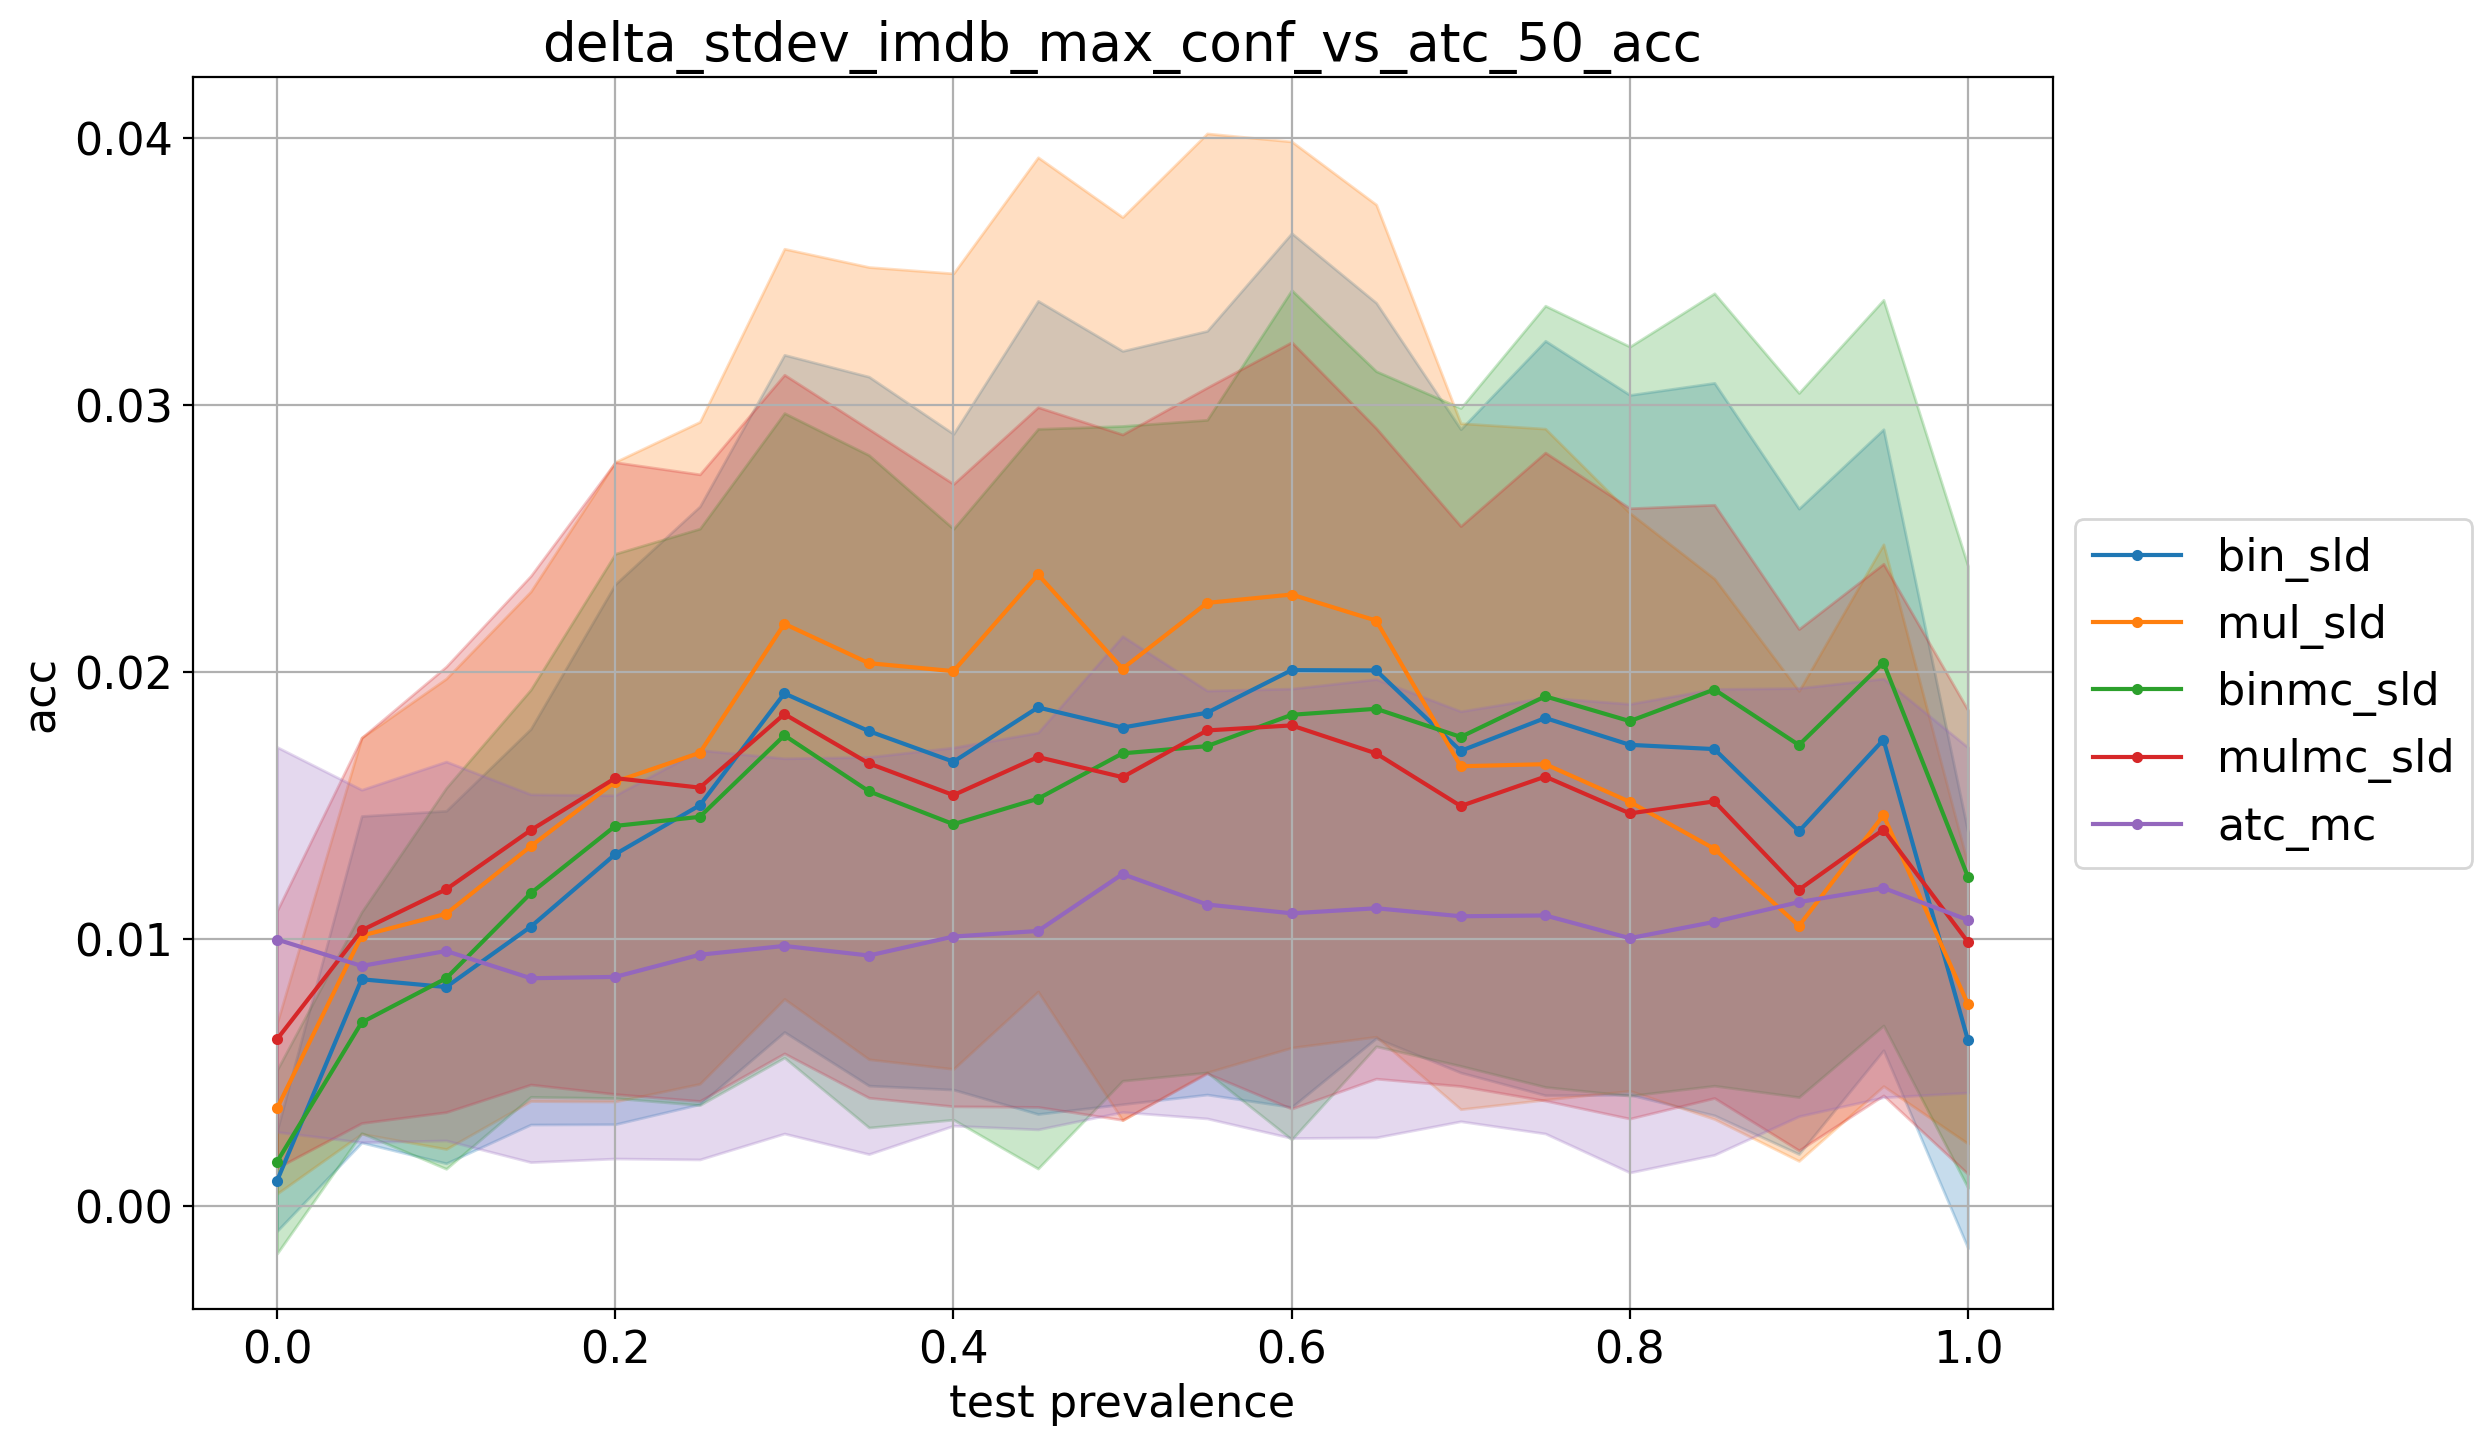 delta_stdev_imdb_max_conf_vs_atc_50_acc
0.04
0.03
0.02
0.01
0.00
acc
0.0 0.2 0.4 0.6 0.8 1.0
test prevalence
bin_sld
mul_sld
binmc_sld
mulmc_sld
atc_mc